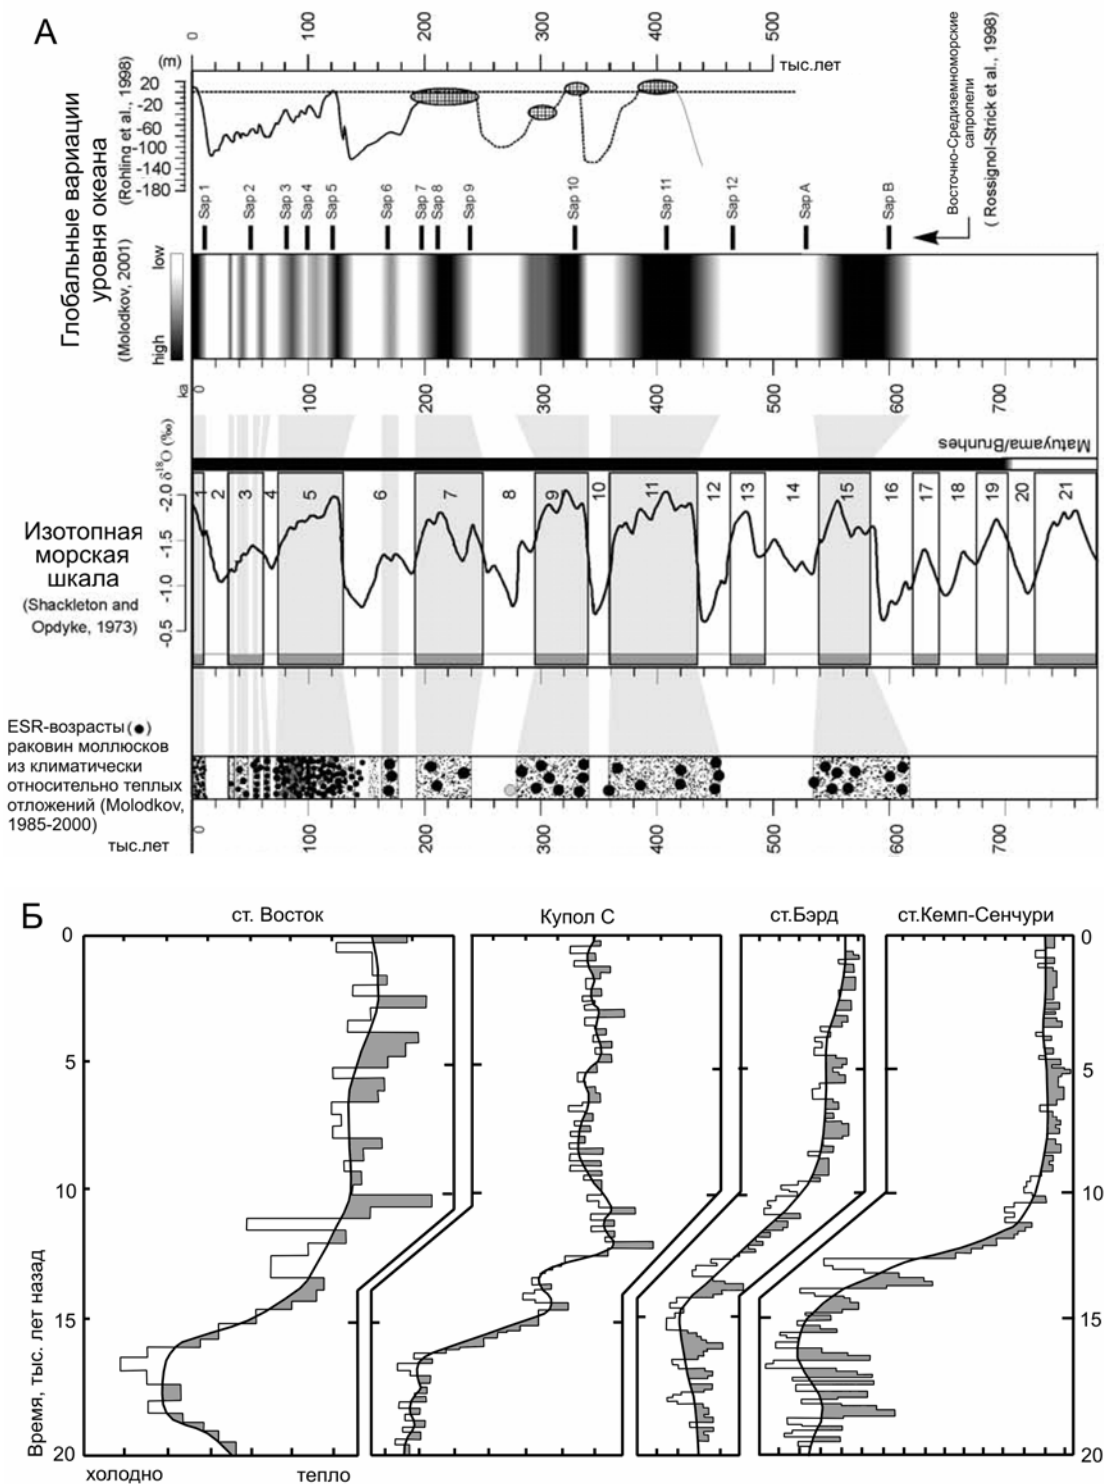 А
0 100 200 300 400 500
тыс.лет
Глобальные вариации
уровня океана
(Rohling et al., 1998)
(m)
20
-20
-60
-100
-140
-180
Sap 1
Sap 2
Sap 3
Sap 4
Sap 5
Sap 6
Sap 7
Sap 8
Sap 9
Sap 10
Sap 11
Sap 12
Sap A
Sap B
Восточно-Средиземноморские
сапропели
( Rossignol-Strick et al., 1998)
(Molodkov, 2001)
high low
ka
0 100 200 300 400 500 600 700
Matuyama/Brunhes
Изотопная
морская
шкала
(Shackleton and
Opdyke, 1973)
-2.0 δ18O (‰)
-1.5
-1.0
-0.5
1 2 3 4 5 6 7 8 9 10 11 12 13 14 15 16 17 18 19 20 21
ESR-возрасты (●)
раковин моллюсков
из климатически
относительно теплых
отложений (Molodkov,
1985-2000)
тыс.лет
0 100 200 300 400 500 600 700
Б
ст. Восток
Купол С
ст.Бэрд
ст.Кемп-Сенчури
Время, тыс. лет назад
0
5
10
15
20
0
5
10
15
20
холодно тепло